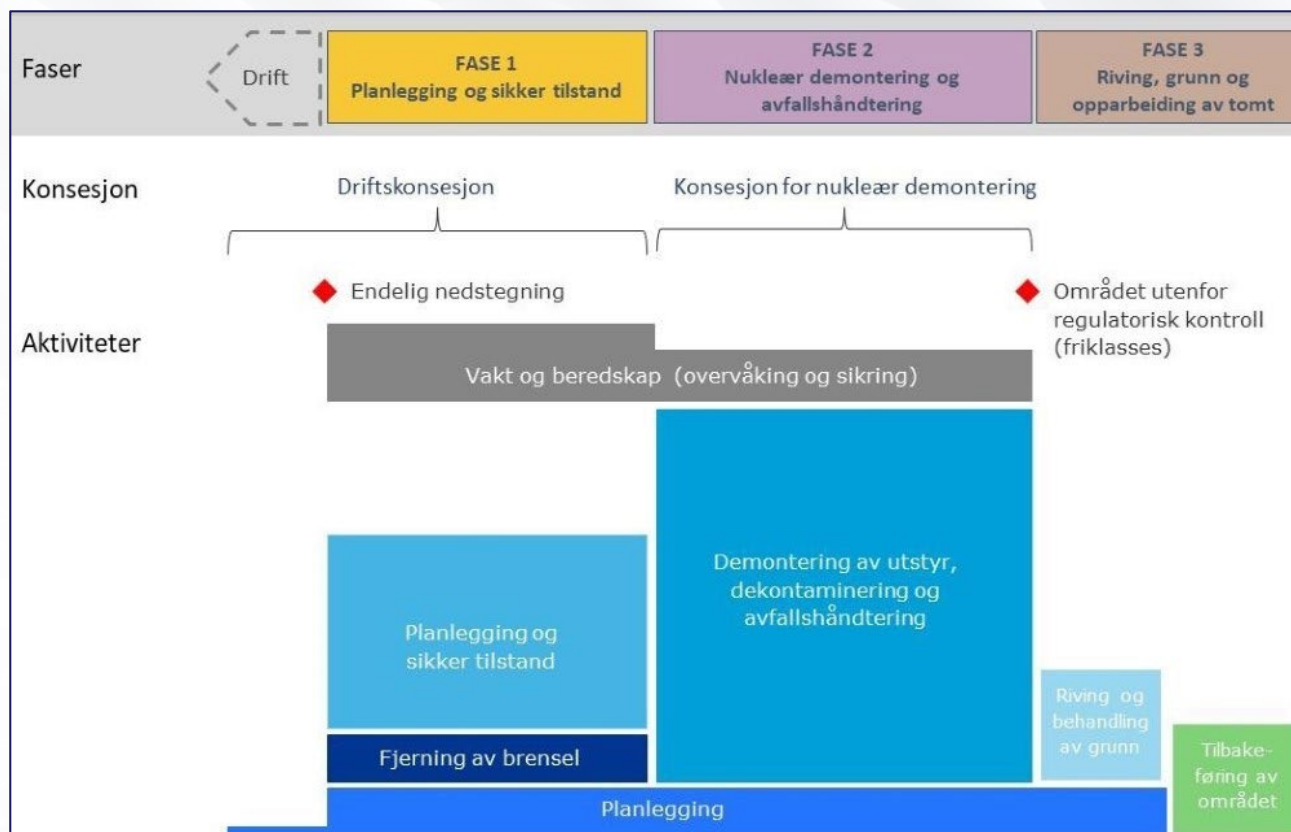 Faser
Drift
FASE 1
Planlegging og sikker tilstand
FASE 2
Nukleær demontering og
avfallshåndtering
FASE 3
Riving, grunn og
opparbeiding av tomt
Konsesjon
Driftskonsesjon
Konsesjon for nukleær demontering
Endelig nedstegning
Området utenfor
regulatorisk kontroll
(friklasses)
Aktiviteter
Vakt og beredskap (overvåking og sikring)
Demontering av utstyr,
dekontaminering og
avfallshåndtering
Planlegging og
sikker tilstand
Fjerning av brensel
Riving og
behandling
av grunn
Tilbake-
føring av
området
Planlegging